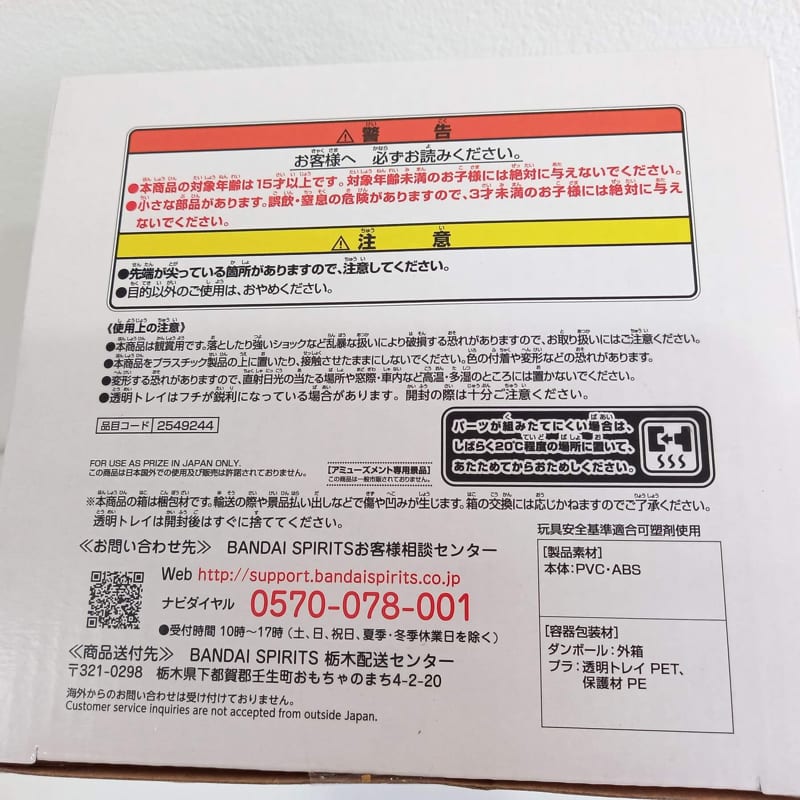 ⚠警告
お客様へ 必ずお読みください。
●本商品の対象年齢は15才以上です。対象年齢未満のお子様には絶対に与えないでください。
●小さな部品があります。誤飲・窒息の危険がありますので、3才未満のお子様には絶対に与え
ないでください。
⚠注意
●先端が尖っている箇所がありますので、注意してください。
●目的以外のご使用は、おやめください。
《使用上の注意》
●本商品は観賞用です。落としたり強いショックなど乱暴な扱いにより破損する恐れがありますので、お取り扱いにはご注意ください。
●本商品をプラスチック製品の上に置いたり、接触させたままにしないでください。色の付着や変形などの恐れがあります。
●変形する恐れがありますので、直射日光の当たる場所や窓際・車内など高温・多湿のところには置かないでください。
●透明トレイはフチが鋭利になっている場合があります。開封の際は十分ご注意ください。
品目コード 2549244
パーツが組みたてにくい場合は、
しばらく20℃程度の場所に置いて、
あたためてからおためしください。
FOR USE AS PRIZE IN JAPAN ONLY.
この商品は日本国外での使用及び販売は許諾されておりません。
【アミューズメント専用景品】
この商品は一般市販されておりません。
※本商品の箱は梱包材です。輸送の際や景品払い出しなどで傷や凹みが生じます。箱の交換には応じかねますのでご了承ください。
透明トレイは開封後はすぐに捨ててください。
≪お問い合わせ先≫ BANDAI SPIRITSお客様相談センター
Web http://support.bandaispirits.co.jp
ナビダイヤル 0570-078-001
●受付時間 10時〜17時（土、日、祝日、夏季・冬季休業日を除く）
≪商品送付先≫ BANDAI SPIRITS 栃木配送センター
〒321-0298 栃木県下都賀郡壬生町おもちゃのまち4-2-20
海外からのお問い合わせは受け付けておりません。
Customer service inquiries are not accepted from outside Japan.
玩具安全基準適合可塑剤使用
[製品素材]
本体：PVC・ABS
[容器包装材]
ダンボール：外箱
プラ：透明トレイ PET、
保護材 PE